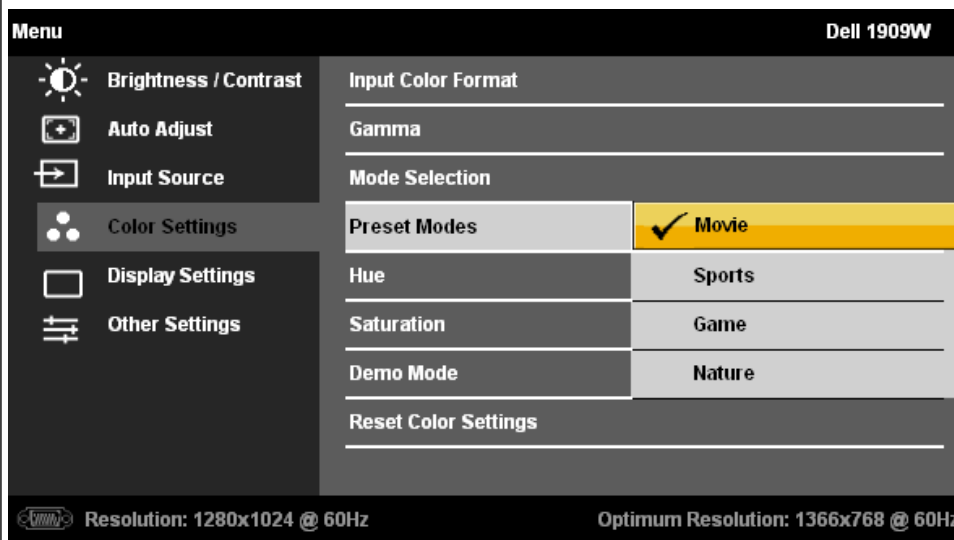 Menu Dell 1909W
Brightness / Contrast Input Color Format
Auto Adjust Gamma
Input Source Mode Selection
Color Settings Preset Modes Movie
Display Settings Hue Sports
Other Settings Saturation Game
Demo Mode Nature
Reset Color Settings
Resolution: 1280x1024 @ 60Hz Optimum Resolution: 1366x768 @ 60Hz